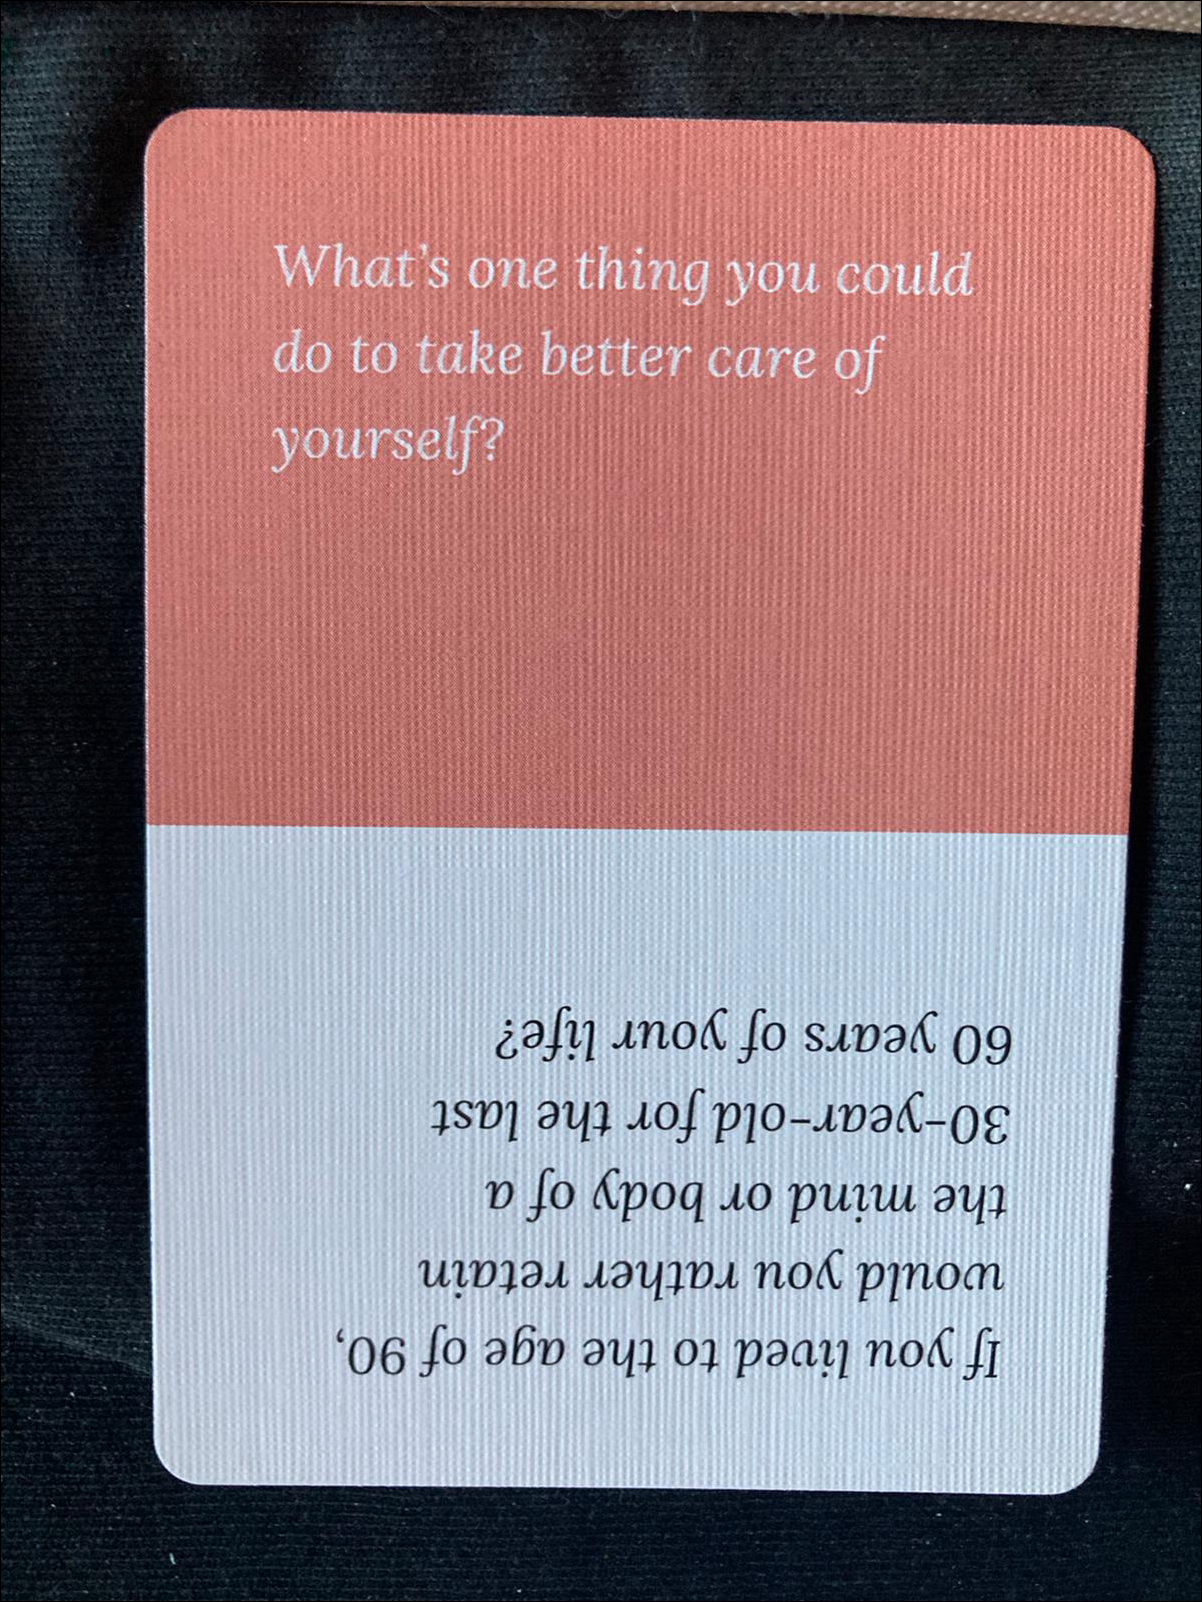 What's one thing you could
do to take better care of
yourself?
If you lived to the age of 90,
would you rather retain
the mind or body of a
30-year-old for the last
60 years of your life?